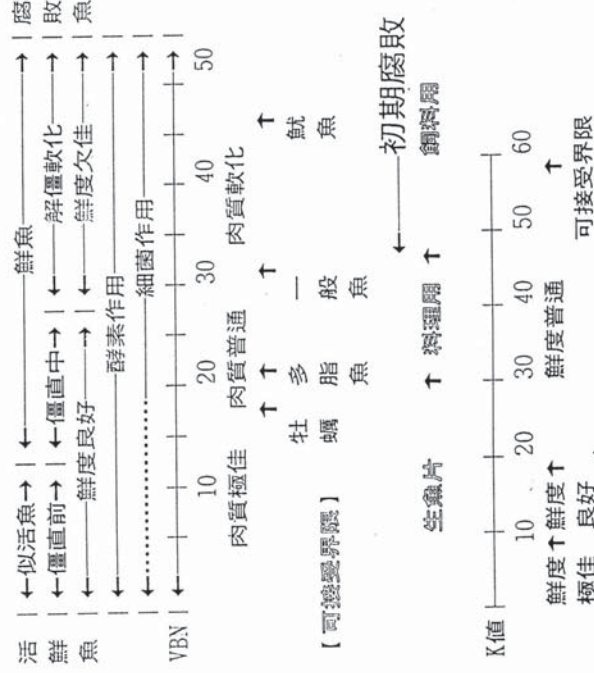 活 ←似活魚→ ←鮮魚→ 腐
鮮 ←僵直前→ ←僵直中→ ←解僵軟化→ 敗
魚 ←鮮度良好→ ←鮮度欠佳→ 魚
←酵素作用→
←細菌作用→
VBN
10 20 30 40 50
肉質極佳 肉質普通 肉質軟化
↑ ↑ ↑ ↑
牡蠣 多脂魚 一般魚 魷魚
【可接受界限】
←初期腐敗
生魚片 ↑ 料理用 ↑ 飼料用
K值
10 20 30 40 50 60
鮮度極佳 ↑ 鮮度良好 ↑ 鮮度普通 ↑
可接受界限